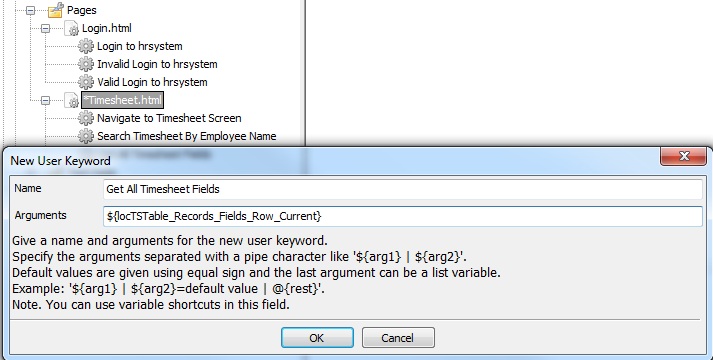 Pages
Login.html
Login to hrsystem
Invalid Login to hrsystem
Valid Login to hrsystem
*Timesheet.html
Navigate to Timesheet Screen
Search Timesheet By Employee Name
New User Keyword
Name
Get All Timesheet Fields
Arguments
${locTSTable_Records_Fields_Row_Current}
Give a name and arguments for the new user keyword.
Specify the arguments separated with a pipe character like '${arg1} | ${arg2}'.
Default values are given using equal sign and the last argument can be a list variable.
Example: '${arg1} | ${arg2}=default value | @{rest}'.
Note. You can use variable shortcuts in this field.
OK
Cancel